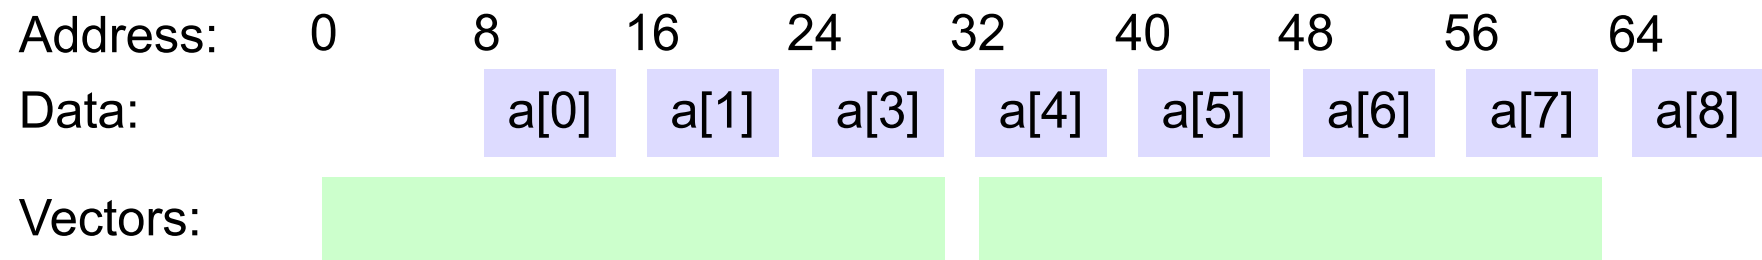 Address: 0 8 16 24 32 40 48 56 64
Data: a[0] a[1] a[3] a[4] a[5] a[6] a[7] a[8]
Vectors: